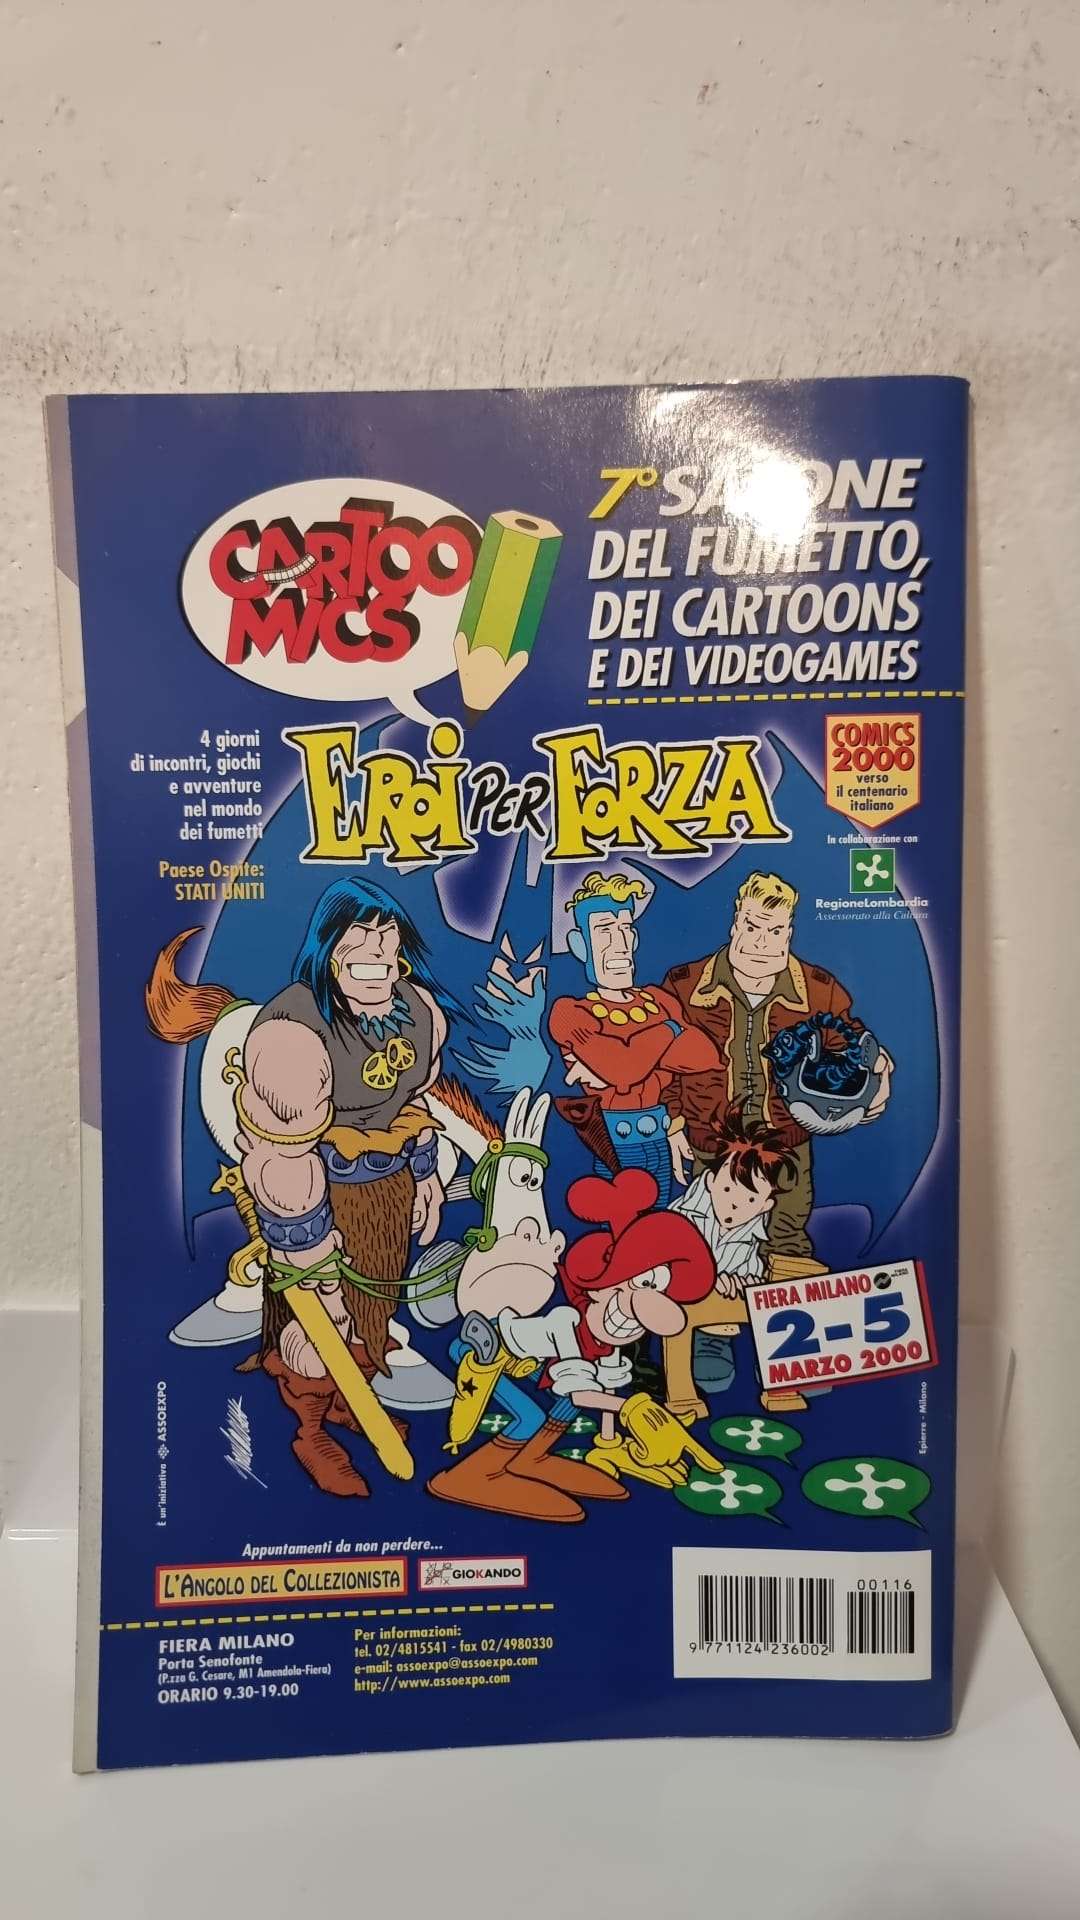 CARTOO
MICS
7° SALONE
DEL FUMETTO,
DEI CARTOONS
E DEI VIDEOGAMES
4 giorni
di incontri, giochi
e avventure
nel mondo
dei fumetti
Paese Ospite:
STATI UNITI
EROI PER FORZA
COMICS
2000
verso
il centenario
italiano
In collaborazione con
RegioneLombardia
Assessorato alla Cultura
FIERA MILANO
FIERA
MILANO
2-5
MARZO 2000
È un'iniziativa ASSOEXPO
Epierre - Milano
Appuntamenti da non perdere...
L'ANGOLO DEL COLLEZIONISTA
GIOKANDO
FIERA MILANO
Porta Senofonte
(P.zza G. Cesare, M1 Amendola-Fiera)
ORARIO 9.30-19.00
Per informazioni:
tel. 02/4815541 - fax 02/4980330
e-mail: assoexpo@assoexpo.com
http://www.assoexpo.com
00116
9 771124 236002